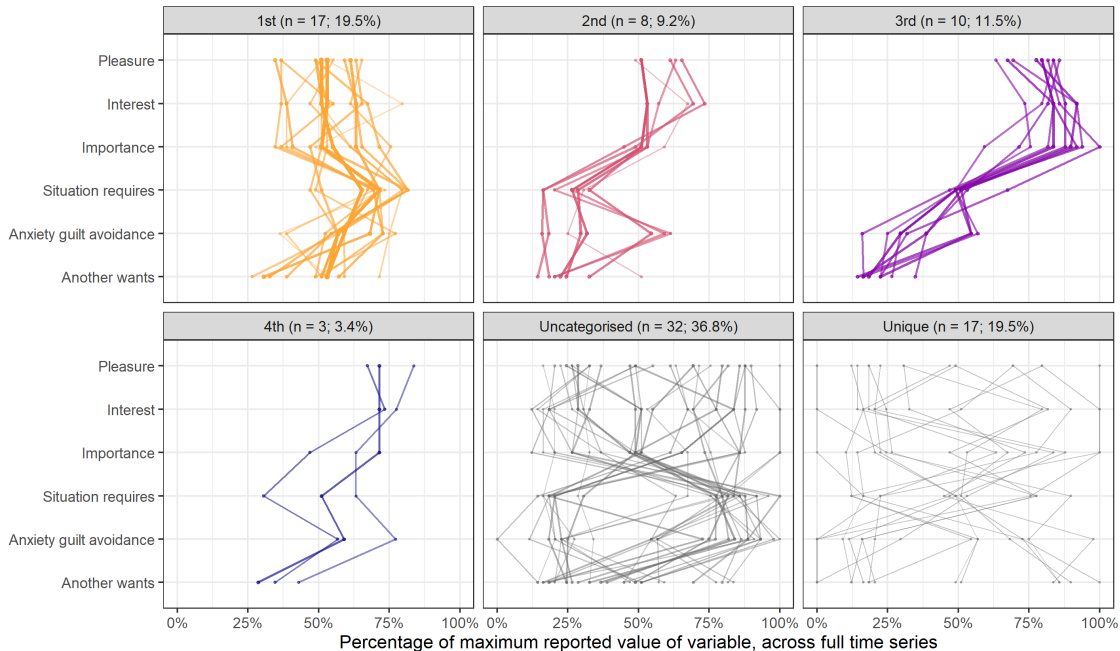 1st (n = 17; 19.5%)
2nd (n = 8; 9.2%)
3rd (n = 10; 11.5%)
Pleasure
Interest
Importance
Situation requires
Anxiety guilt avoidance
Another wants
4th (n = 3; 3.4%)
Uncategorised (n = 32; 36.8%)
Unique (n = 17; 19.5%)
Pleasure
Interest
Importance
Situation requires
Anxiety guilt avoidance
Another wants
0% 25% 50% 75% 100% 0% 25% 50% 75% 100% 0% 25% 50% 75% 100%
Percentage of maximum reported value of variable, across full time series